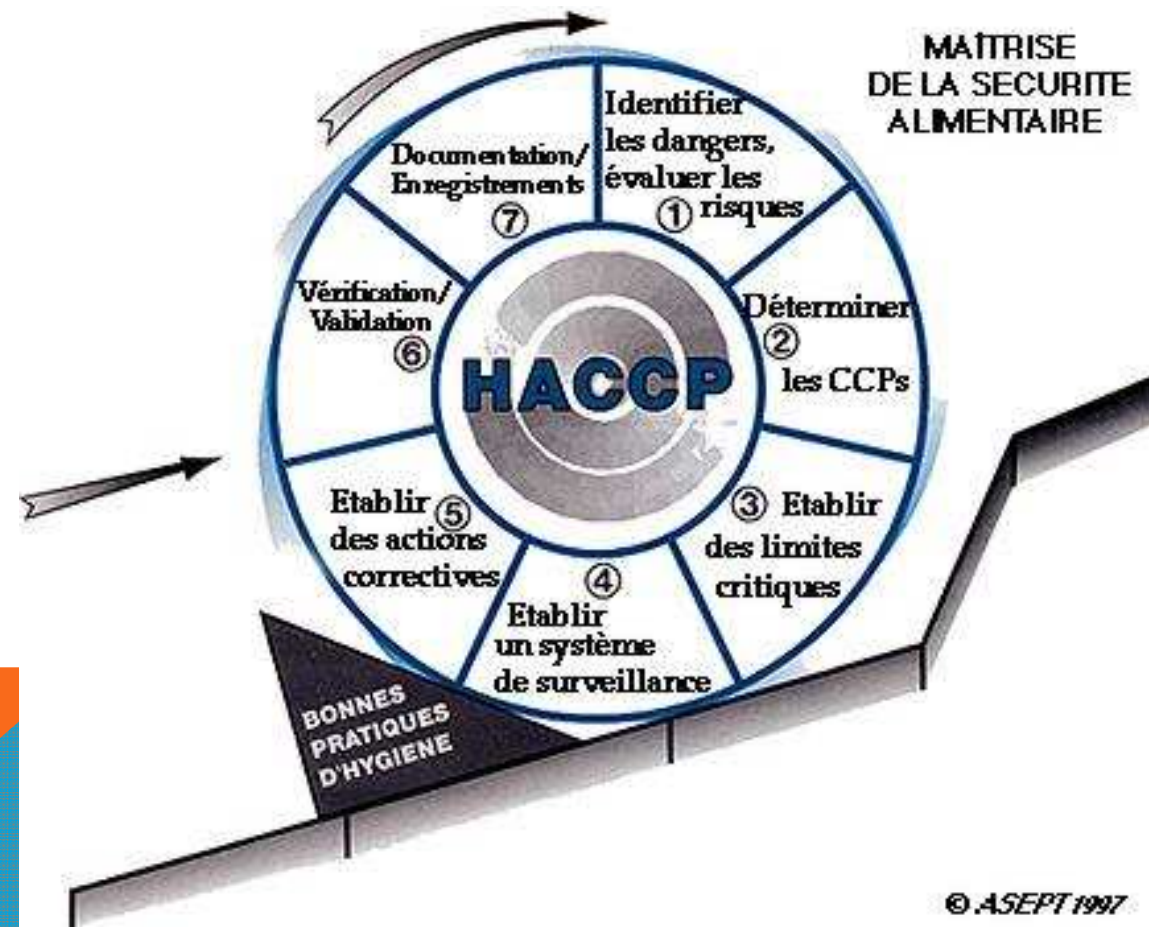 MAÎTRISE
DE LA SECURITE
ALIMENTAIRE
Identifier
les dangers,
évaluer les
① risques
Déterminer
②
les CCPs
③ Etablir
des limites
critiques
④
Etablir
un système
de surveillance
Etablir ⑤
des actions
correctives
Vérification/
Validation
⑥
Documentation/
Enregistrements
⑦
HACCP
BONNES
PRATIQUES
D'HYGIENE
© ASEPT 1997